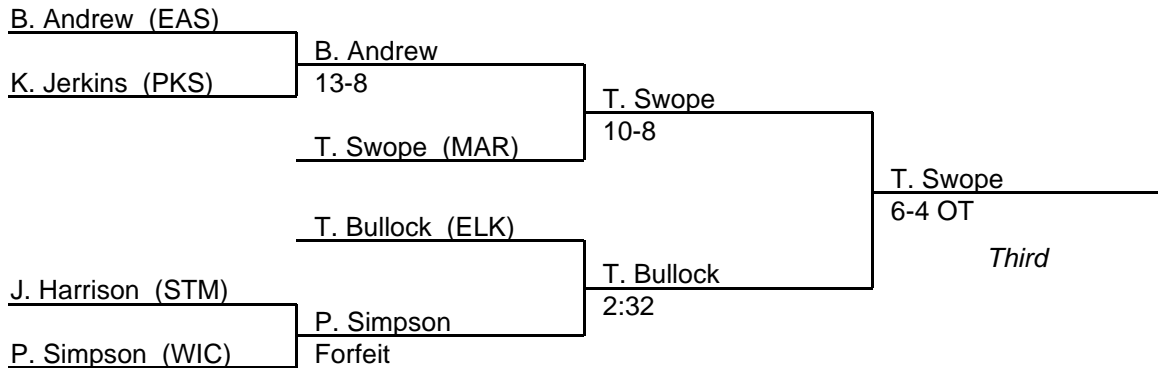 B. Andrew (EAS)
B. Andrew
K. Jerkins (PKS)
13-8
T. Swope
10-8
T. Swope (MAR)
T. Swope
6-4 OT
T. Bullock (ELK)
Third
T. Bullock
J. Harrison (STM)
2:32
P. Simpson
P. Simpson (WIC)
Forfeit